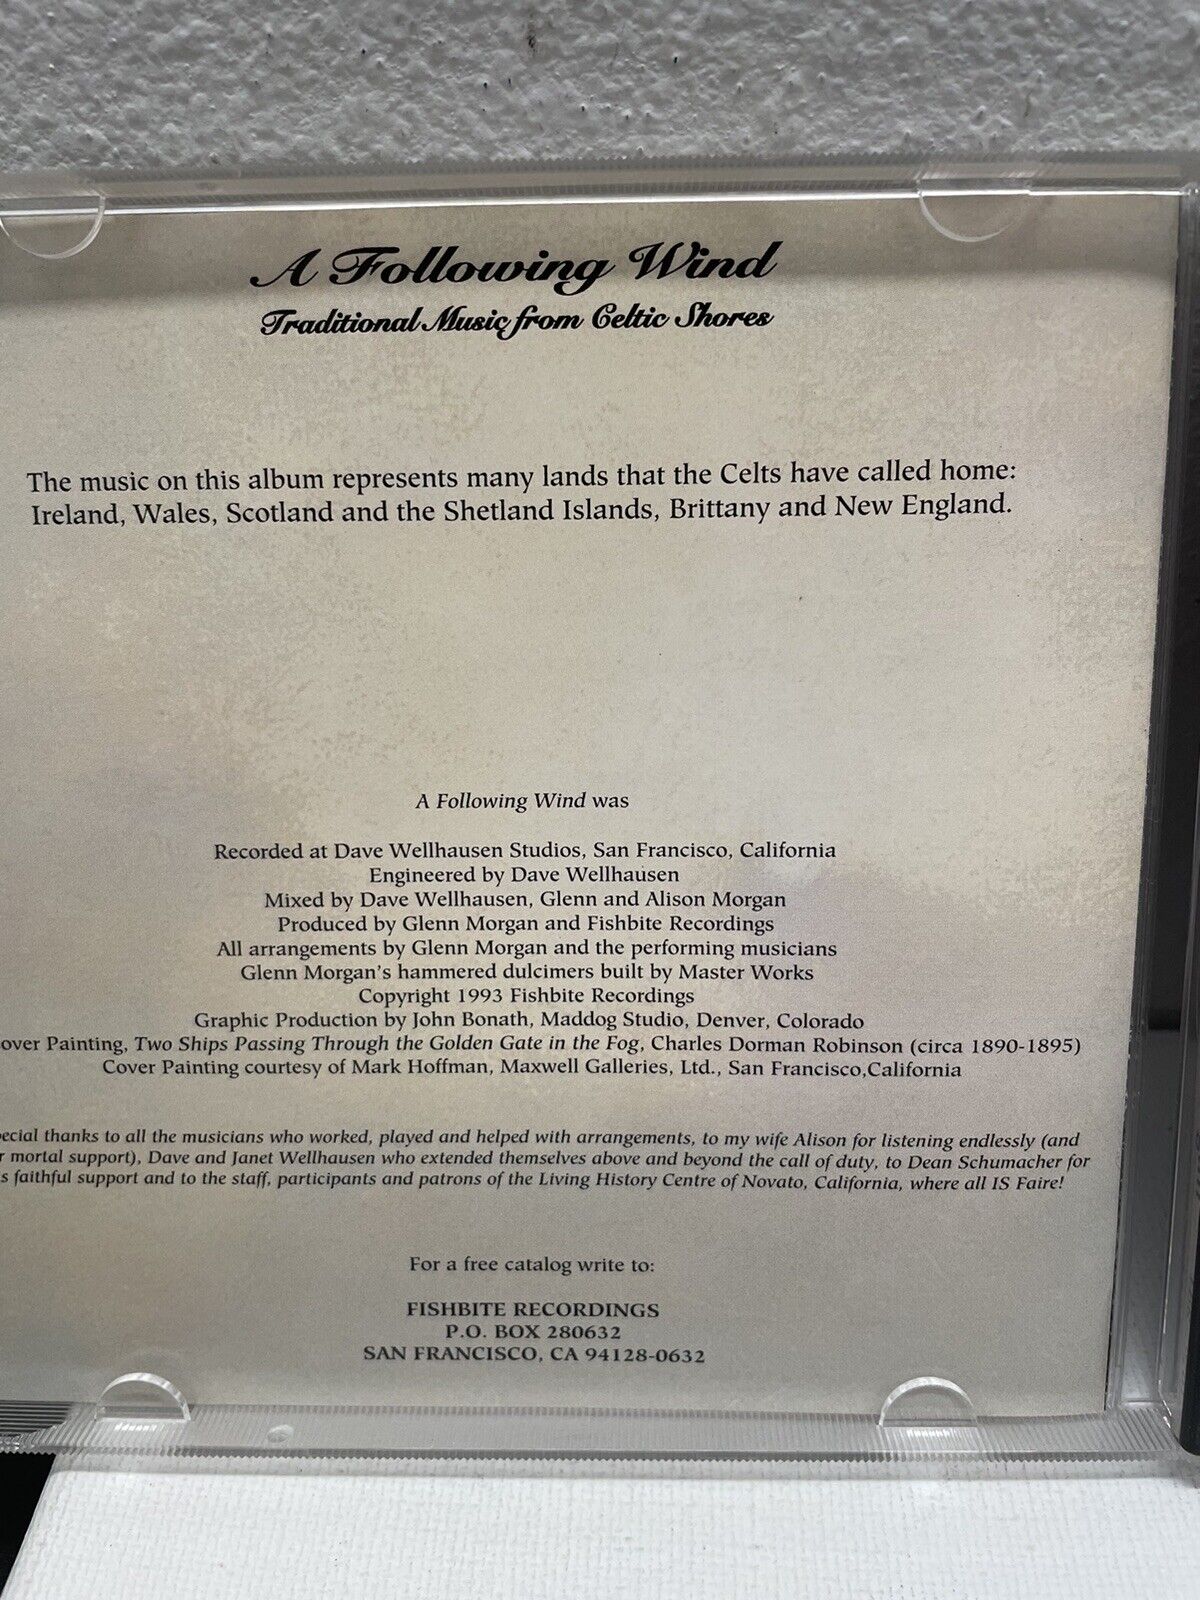 A Following Wind
Traditional Music from Celtic Shores
The music on this album represents many lands that the Celts have called home:
Ireland, Wales, Scotland and the Shetland Islands, Brittany and New England.
A Following Wind was
Recorded at Dave Wellhausen Studios, San Francisco, California
Engineered by Dave Wellhausen
Mixed by Dave Wellhausen, Glenn and Alison Morgan
Produced by Glenn Morgan and Fishbite Recordings
All arrangements by Glenn Morgan and the performing musicians
Glenn Morgan's hammered dulcimers built by Master Works
Copyright 1993 Fishbite Recordings
Graphic Production by John Bonath, Maddog Studio, Denver, Colorado
over Painting, Two Ships Passing Through the Golden Gate in the Fog, Charles Dorman Robinson (circa 1890-1895)
Cover Painting courtesy of Mark Hoffman, Maxwell Galleries, Ltd., San Francisco,California
ecial thanks to all the musicians who worked, played and helped with arrangements, to my wife Alison for listening endlessly (and
r mortal support), Dave and Janet Wellhausen who extended themselves above and beyond the call of duty, to Dean Schumacher for
s faithful support and to the staff, participants and patrons of the Living History Centre of Novato, California, where all IS Faire!
For a free catalog write to:
FISHBITE RECORDINGS
P.O. BOX 280632
SAN FRANCISCO, CA 94128-0632